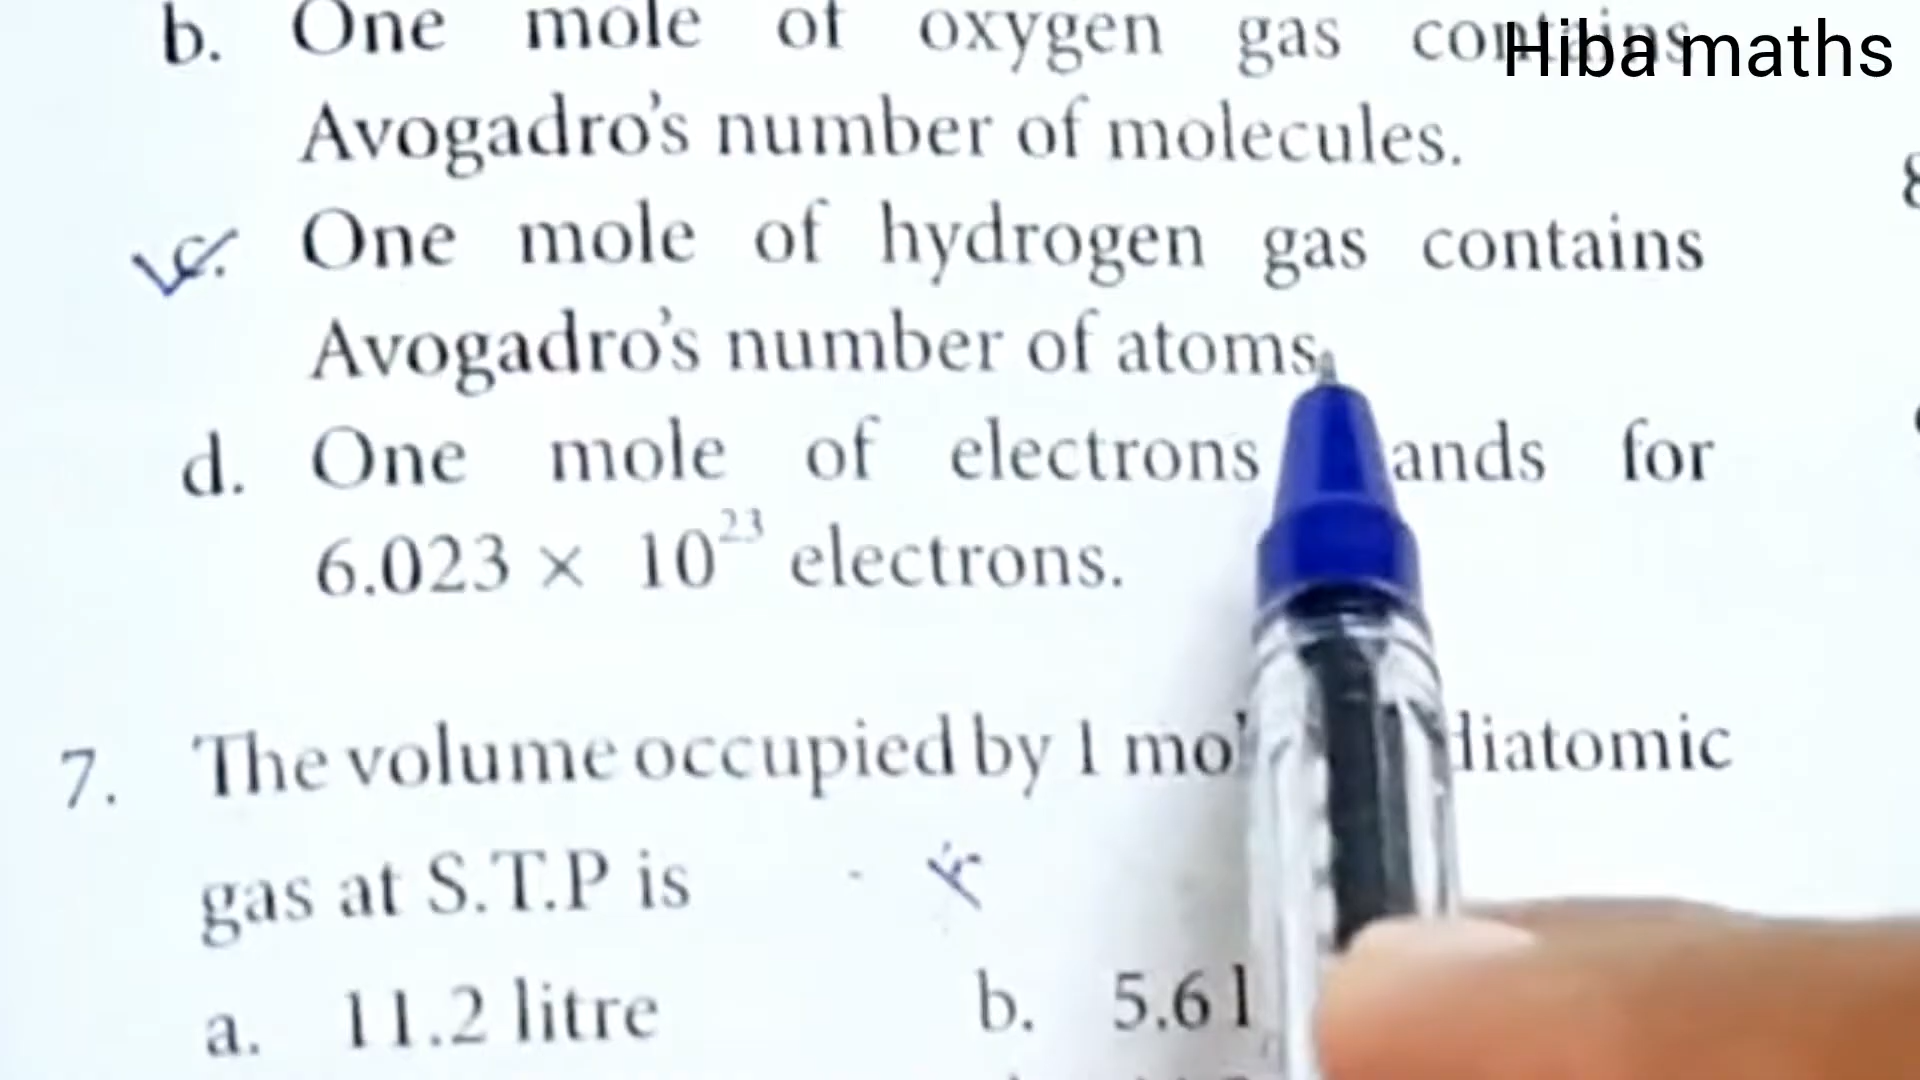 b. One mole of oxygen gas contains
Hiba maths
Avogadro's number of molecules.
c. One mole of hydrogen gas contains
Avogadro's number of atoms.
d. One mole of electrons ands for
6.023 × 10²³ electrons.
7. The volume occupied by 1 mo diatomic
gas at S.T.P is
a. 11.2 litre b. 5.6 l